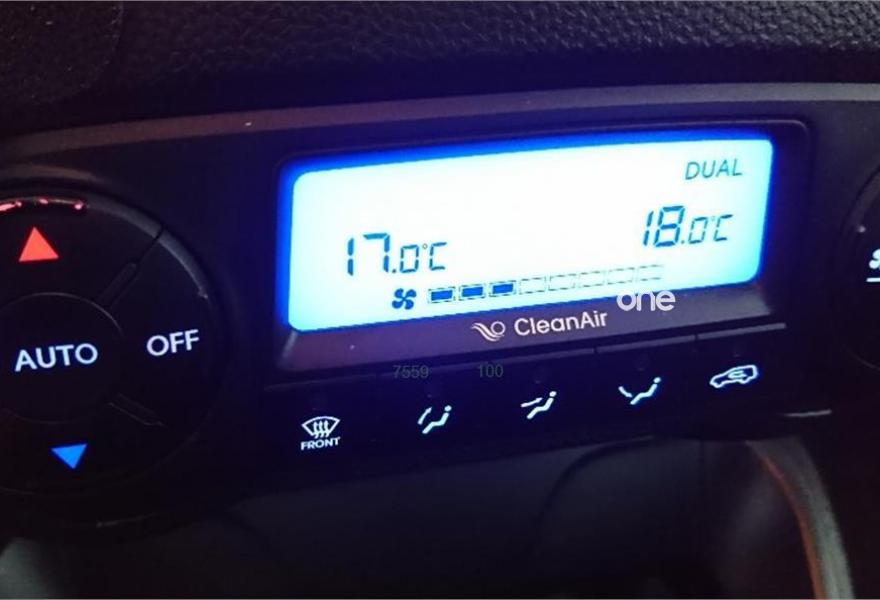 DUAL
17.0°C 18.0°C
one
CleanAir
AUTO OFF
7559 100
FRONT